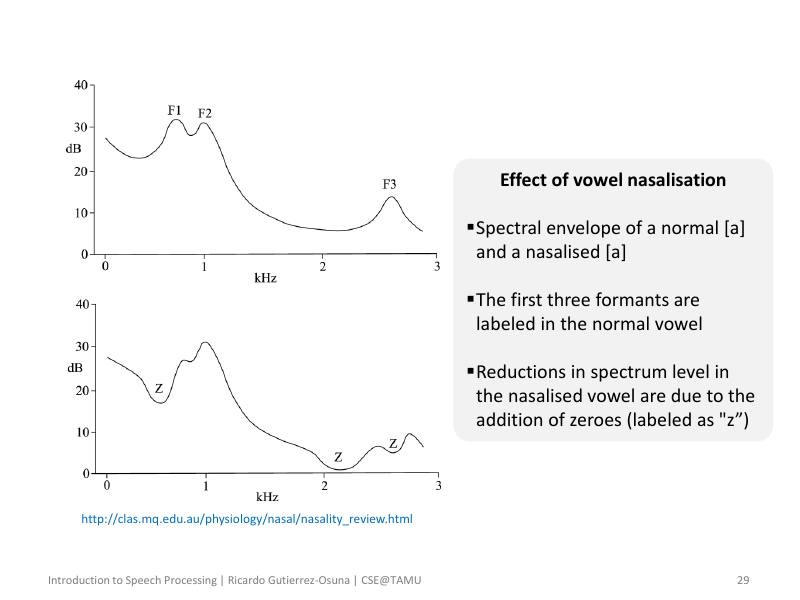 40
30
dB
20
10
0
F1
F2
F3
0 1 2 3
kHz
40
30
dB
20
10
0
Z
Z
Z
0 1 2 3
kHz
http://clas.mq.edu.au/physiology/nasal/nasality_review.html
Effect of vowel nasalisation
▪Spectral envelope of a normal [a]
and a nasalised [a]
▪The first three formants are
labeled in the normal vowel
▪Reductions in spectrum level in
the nasalised vowel are due to the
addition of zeroes (labeled as "z”)
Introduction to Speech Processing | Ricardo Gutierrez-Osuna | CSE@TAMU
29